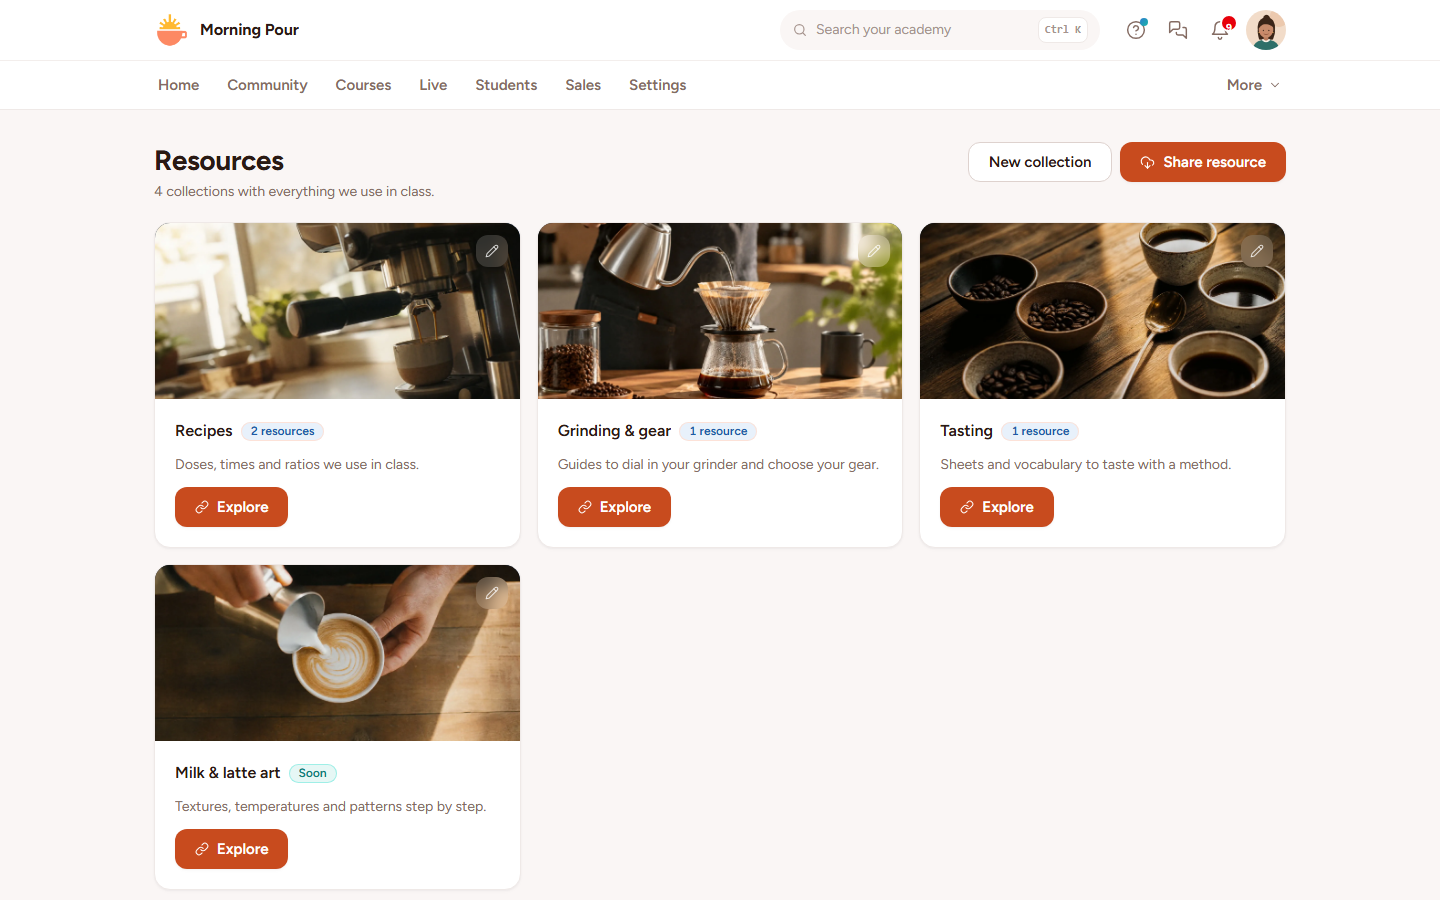 Morning Pour
Search your academy
Ctrl K
9
Home Community Courses Live Students Sales Settings More
Resources
4 collections with everything we use in class.
New collection
Share resource
Recipes 2 resources
Doses, times and ratios we use in class.
Explore
Grinding & gear 1 resource
Guides to dial in your grinder and choose your gear.
Explore
Tasting 1 resource
Sheets and vocabulary to taste with a method.
Explore
Milk & latte art Soon
Textures, temperatures and patterns step by step.
Explore